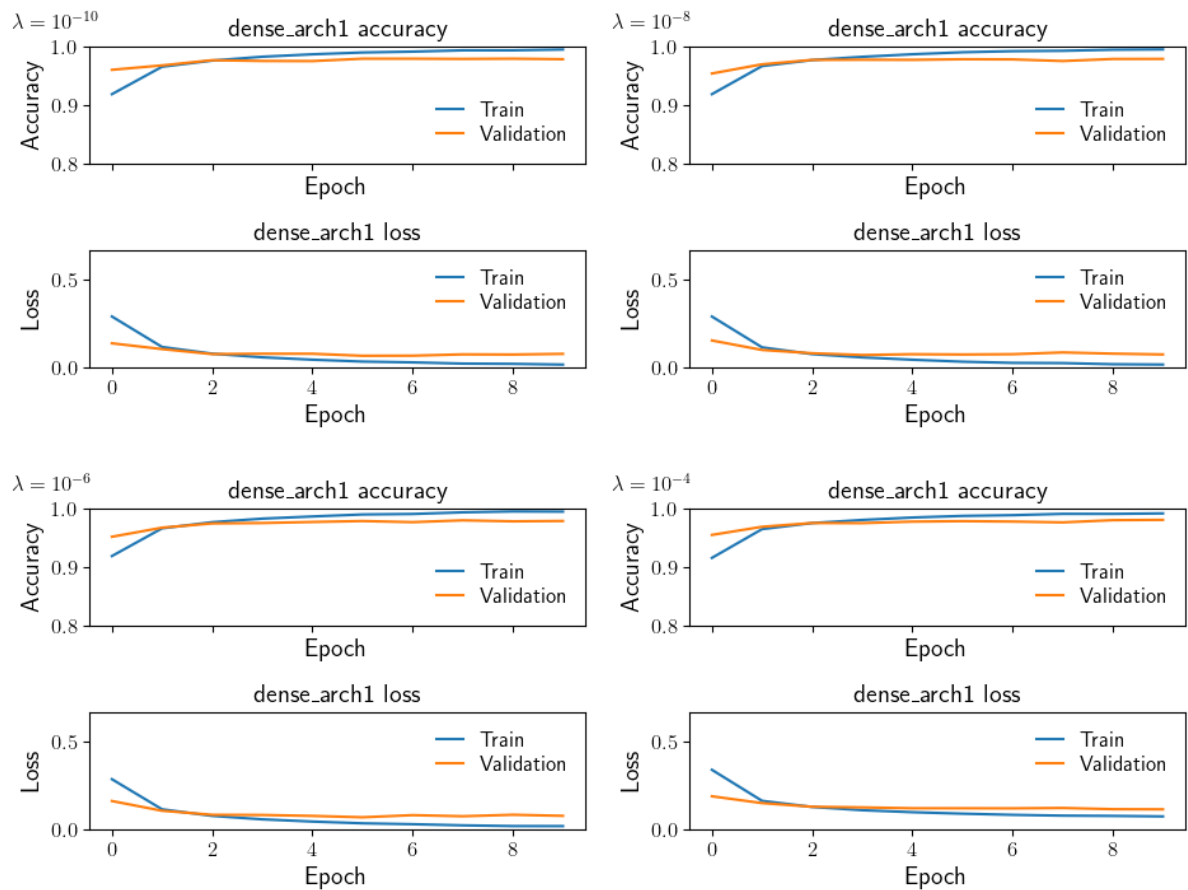 λ = 10⁻¹⁰
dense_arch1 accuracy
1.0
0.9
0.8
Accuracy
Train
Validation
Epoch
dense_arch1 loss
0.5
0.0
Loss
Train
Validation
0 2 4 6 8
Epoch
λ = 10⁻⁸
dense_arch1 accuracy
1.0
0.9
0.8
Accuracy
Train
Validation
Epoch
dense_arch1 loss
0.5
0.0
Loss
Train
Validation
0 2 4 6 8
Epoch
λ = 10⁻⁶
dense_arch1 accuracy
1.0
0.9
0.8
Accuracy
Train
Validation
Epoch
dense_arch1 loss
0.5
0.0
Loss
Train
Validation
0 2 4 6 8
Epoch
λ = 10⁻⁴
dense_arch1 accuracy
1.0
0.9
0.8
Accuracy
Train
Validation
Epoch
dense_arch1 loss
0.5
0.0
Loss
Train
Validation
0 2 4 6 8
Epoch